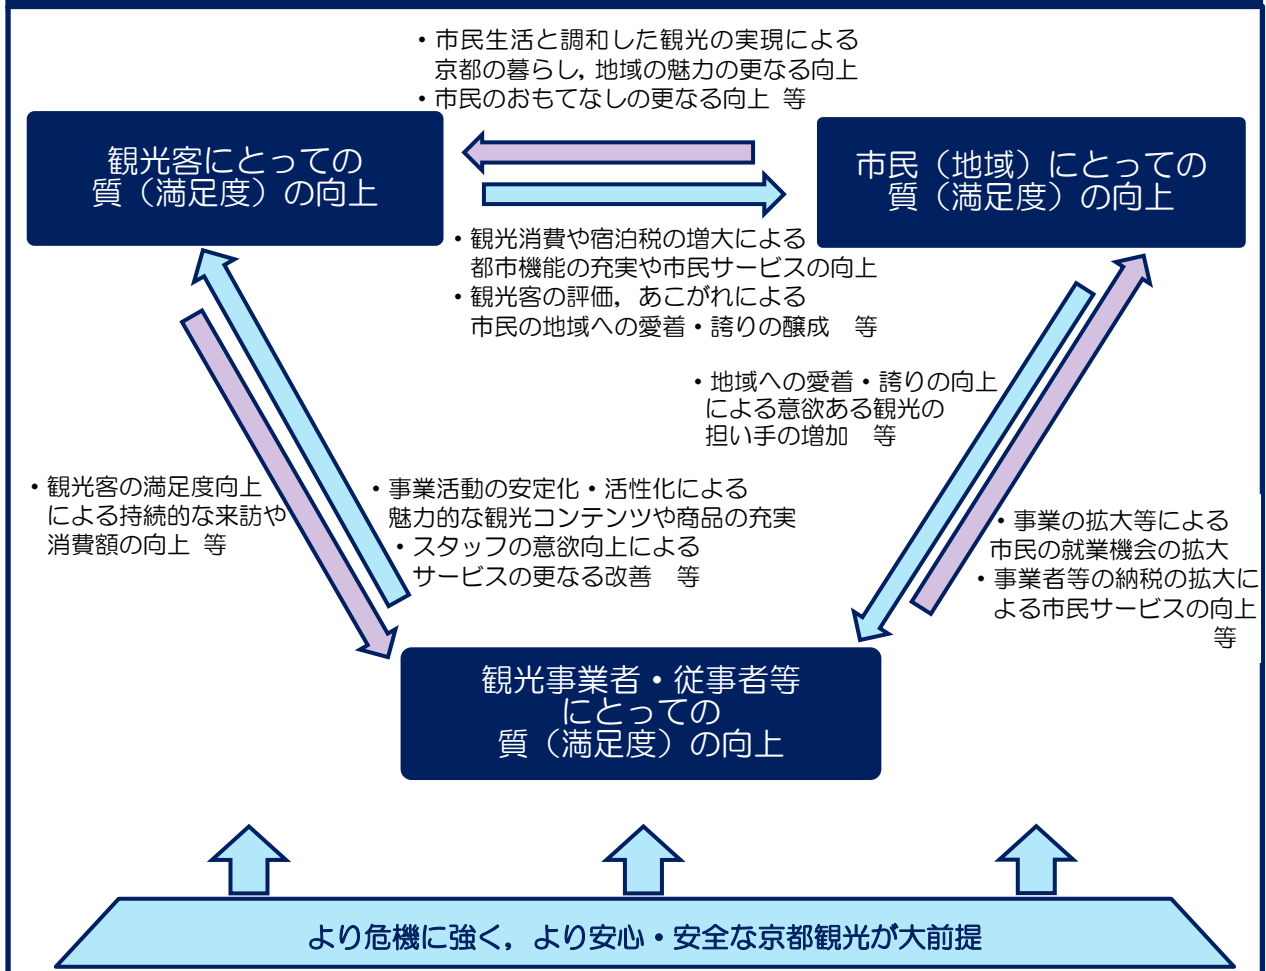 ・市民生活と調和した観光の実現による
京都の暮らし，地域の魅力の更なる向上
・市民のおもてなしの更なる向上 等
観光客にとっての
質（満足度）の向上
市民（地域）にとっての
質（満足度）の向上
・観光消費や宿泊税の増大による
都市機能の充実や市民サービスの向上
・観光客の評価，あこがれによる
市民の地域への愛着・誇りの醸成　等
・地域への愛着・誇りの向上
による意欲ある観光の
担い手の増加　等
・観光客の満足度向上
による持続的な来訪や
消費額の向上 等
・事業活動の安定化・活性化による
魅力的な観光コンテンツや商品の充実
・スタッフの意欲向上による
サービスの更なる改善　等
・事業の拡大等による
市民の就業機会の拡大
・事業者等の納税の拡大に
よる市民サービスの向上
等
観光事業者・従事者等
にとっての
質（満足度）の向上
より危機に強く，より安心・安全な京都観光が大前提